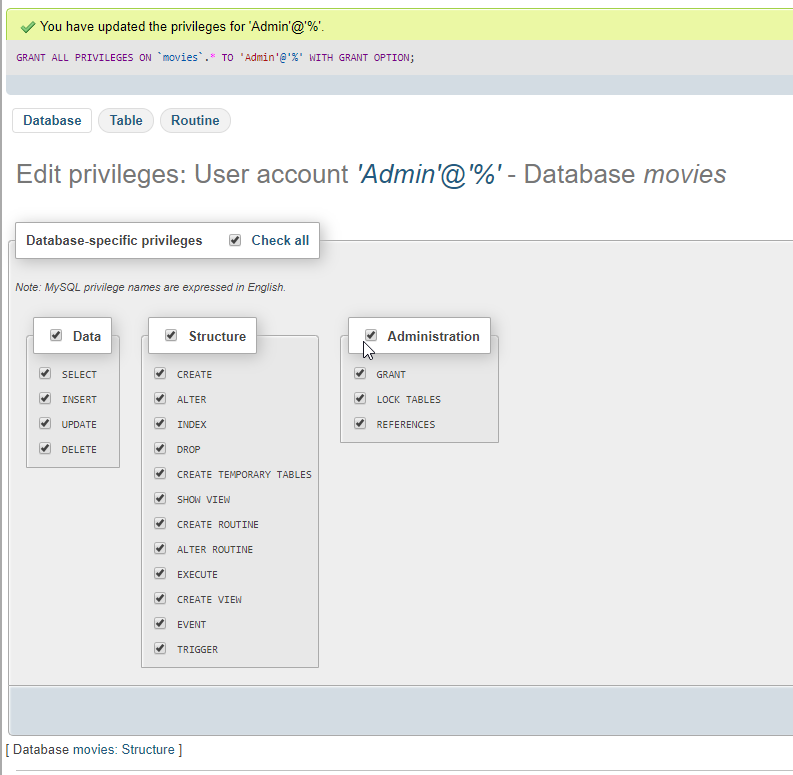 You have updated the privileges for 'Admin'@'%'.
GRANT ALL PRIVILEGES ON `movies`.* TO 'Admin'@'%' WITH GRANT OPTION;
Database Table Routine
Edit privileges: User account 'Admin'@'%' - Database movies
Database-specific privileges Check all
Note: MySQL privilege names are expressed in English.
Data
SELECT
INSERT
UPDATE
DELETE
Structure
CREATE
ALTER
INDEX
DROP
CREATE TEMPORARY TABLES
SHOW VIEW
CREATE ROUTINE
ALTER ROUTINE
EXECUTE
CREATE VIEW
EVENT
TRIGGER
Administration
GRANT
LOCK TABLES
REFERENCES
[ Database movies: Structure ]